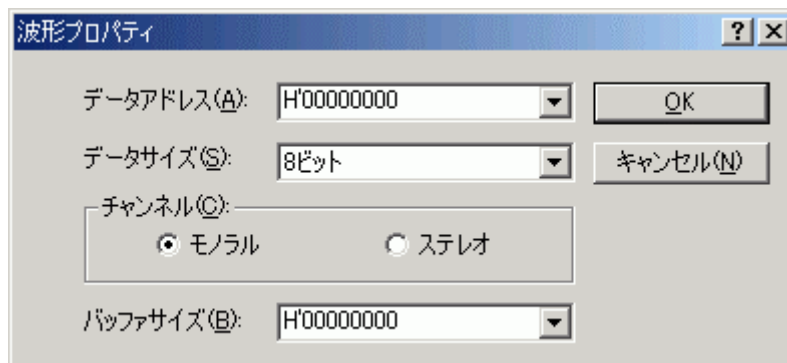 波形プロパティ
データアドレス(A): H'00000000 OK
データサイズ(S): 8ビット キャンセル(N)
チャンネル(C):
モノラル ステレオ
バッファサイズ(B): H'00000000